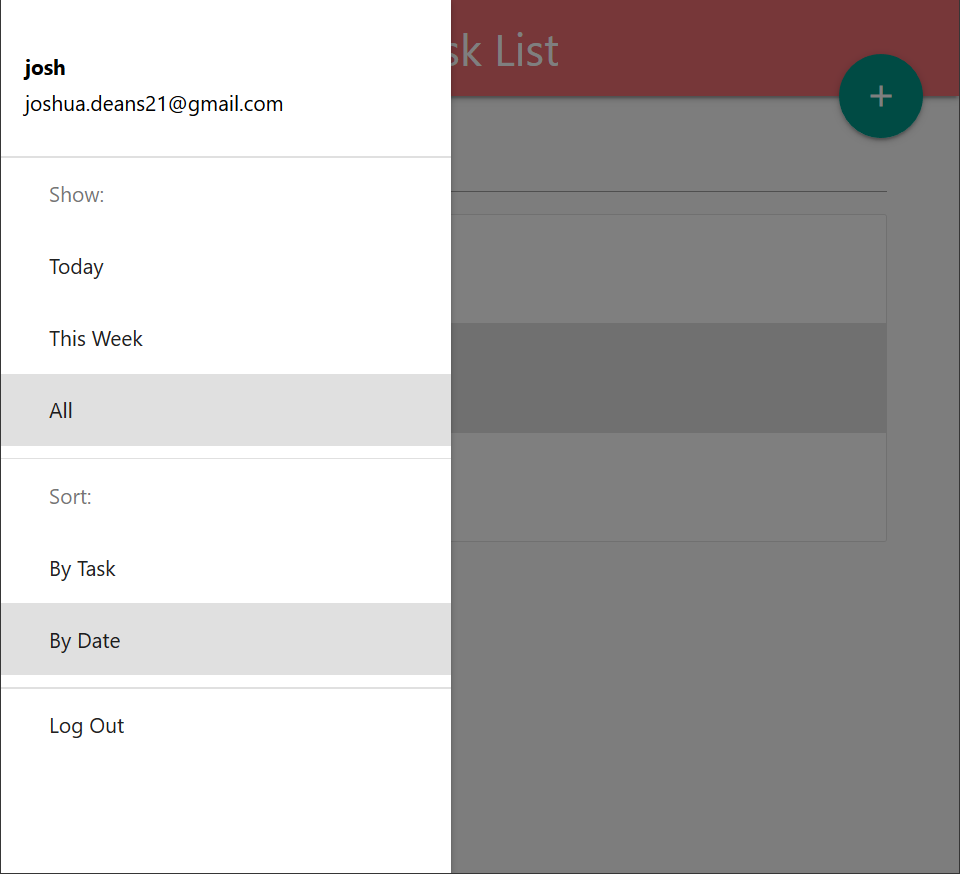 josh
joshua.deans21@gmail.com
sk List
Show:
Today
This Week
All
Sort:
By Task
By Date
Log Out